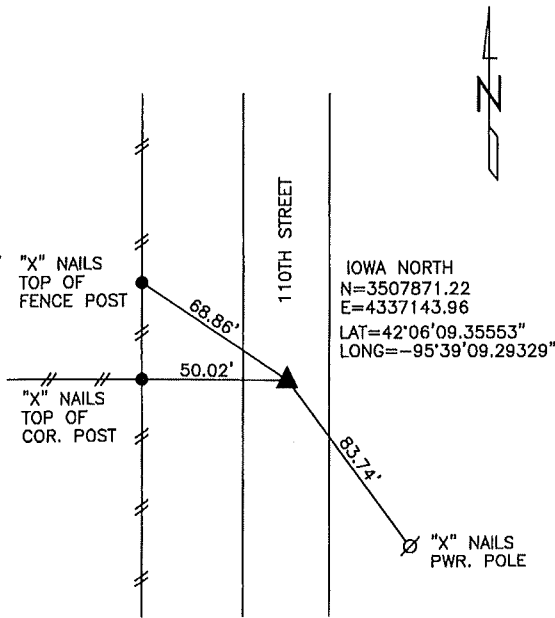 N
110TH STREET
"X" NAILS
TOP OF
FENCE POST
68.86'
IOWA NORTH
N=3507871.22
E=4337143.96
LAT=42°06'09.35553"
LONG=-95°39'09.29329"
50.02'
"X" NAILS
TOP OF
COR. POST
83.74'
"X" NAILS
PWR. POLE